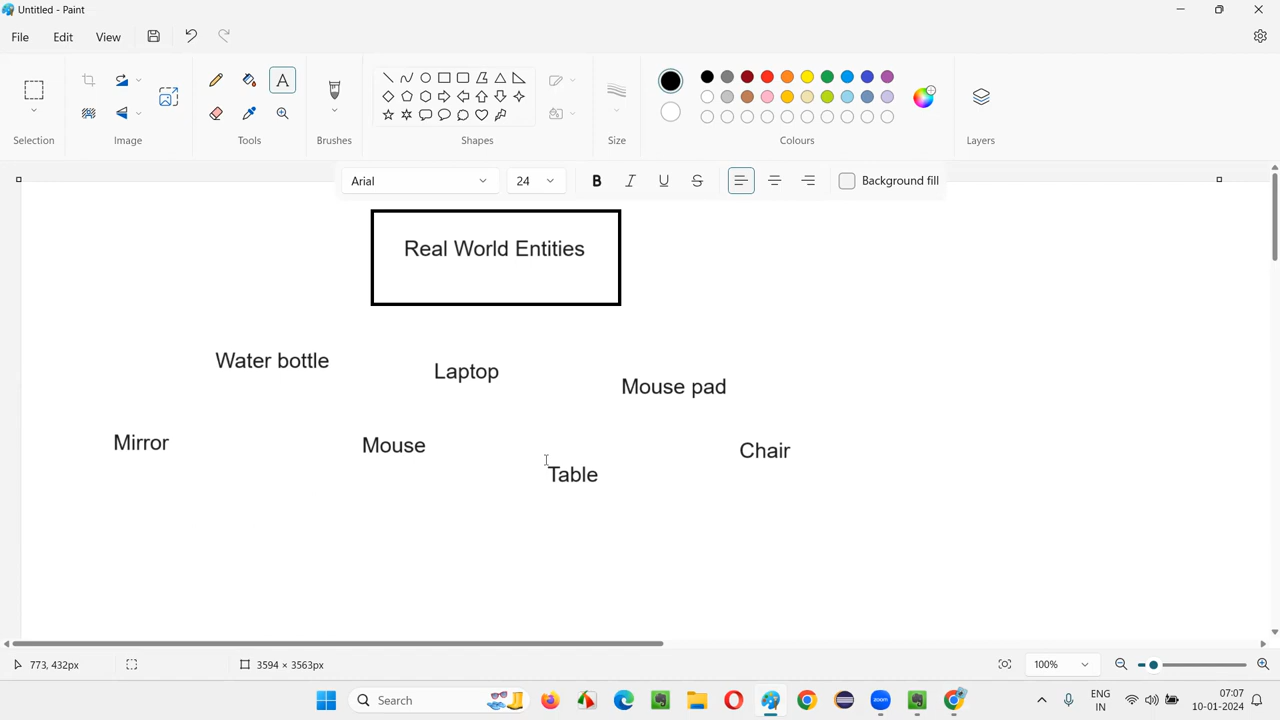 Untitled - Paint
File Edit View
Selection Image Tools Brushes Shapes Size Colours Layers
Arial 24 B I U S Background fill
Real World Entities
Water bottle
Laptop
Mouse pad
Mirror
Mouse
Chair
Table
773, 432px 3594 × 3563px 100%
Search zoom ENG 07:07
IN 10-01-2024